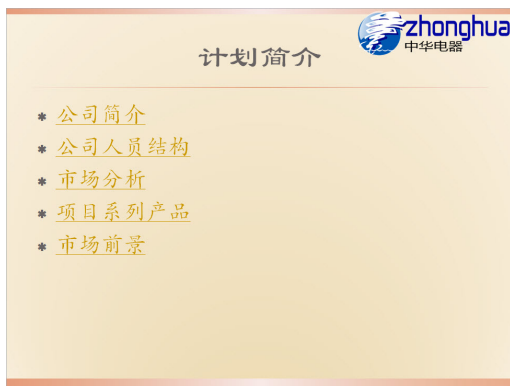 zhonghua
中华电器
计划简介
公司简介
公司人员结构
市场分析
项目系列产品
市场前景